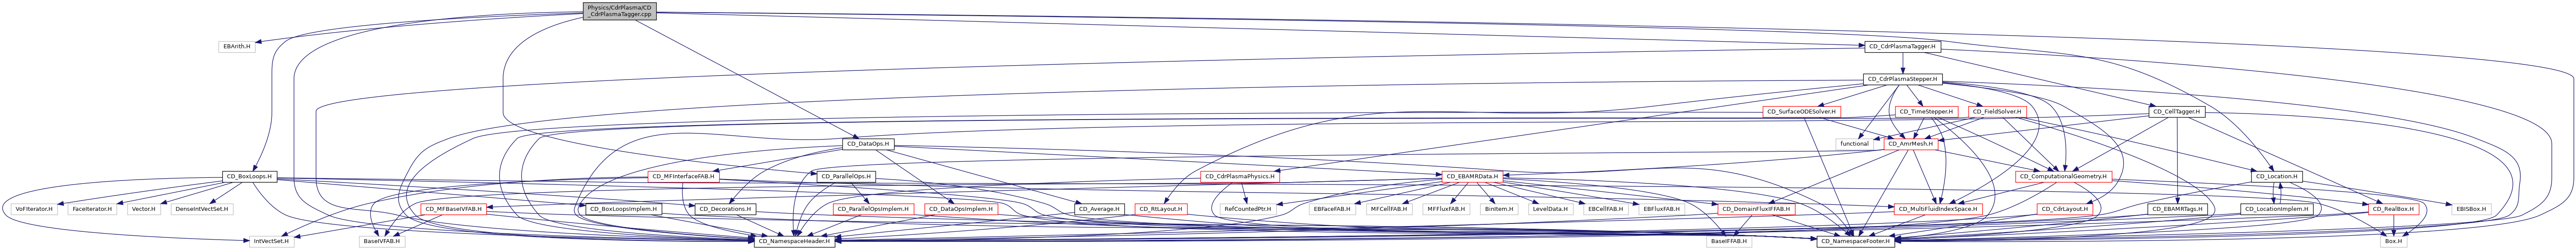 Physics/CdrPlasma/CD
_CdrPlasmaTagger.cpp
EBArith.H
CD_CdrPlasmaTagger.H
CD_CdrPlasmaStepper.H
CD_SurfaceODESolver.H
CD_TimeStepper.H
CD_FieldSolver.H
CD_CellTagger.H
CD_DataOps.H
functional
CD_AmrMesh.H
CD_BoxLoops.H
CD_MFInterfaceFAB.H
CD_ParallelOps.H
CD_CdrPlasmaPhysics.H
CD_EBAMRData.H
CD_ComputationalGeometry.H
CD_Location.H
VoFIterator.H
FaceIterator.H
Vector.H
DenseIntVectSet.H
CD_MFBaseIVFAB.H
CD_BoxLoopsImplem.H
CD_Decorations.H
CD_ParallelOpsImplem.H
CD_DataOpsImplem.H
CD_Average.H
CD_RtLayout.H
RefCountedPtr.H
EBFaceFAB.H
MFCellFAB.H
MFFluxFAB.H
BinItem.H
LevelData.H
EBCellFAB.H
EBFluxFAB.H
CD_DomainFluxIFFAB.H
CD_MultiFluidIndexSpace.H
CD_CdrLayout.H
CD_EBAMRTags.H
CD_LocationImplem.H
CD_RealBox.H
EBISBox.H
IntVectSet.H
BaseIVFAB.H
CD_NamespaceHeader.H
BaseIFFAB.H
CD_NamespaceFooter.H
Box.H